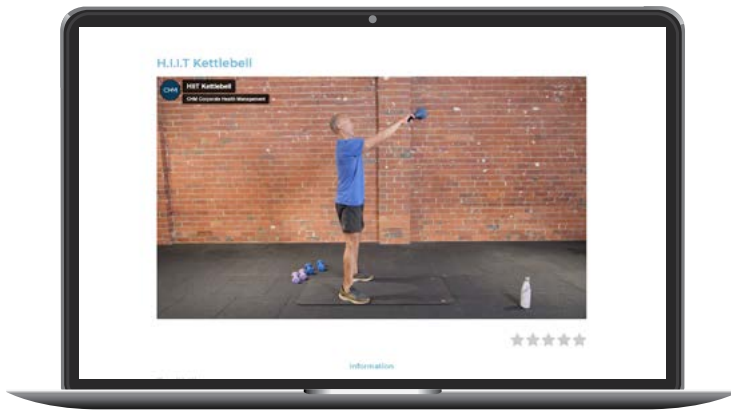 H.I.I.T Kettlebell
CHM
HIIT Kettlebell
CHM Corporate Health Management
Information